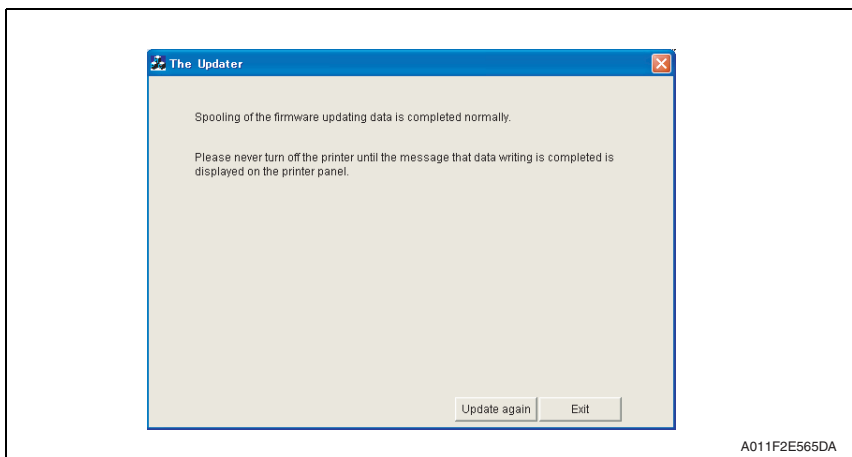 The Updater
Spooling of the firmware updating data is completed normally.
Please never turn off the printer until the message that data writing is completed is
displayed on the printer panel.
Update again
Exit
A011F2E565DA